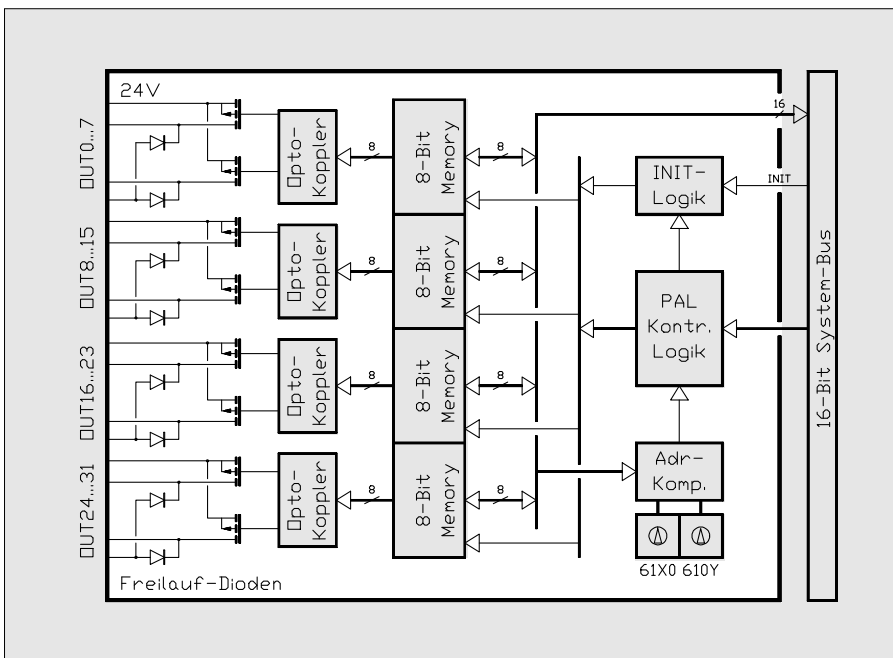 24V
OUT0...7
OUT8...15
OUT16...23
OUT24...31
Opto-
Koppler
8
8-Bit
Memory
8
Opto-
Koppler
8
8-Bit
Memory
8
Opto-
Koppler
8
8-Bit
Memory
8
Opto-
Koppler
8
8-Bit
Memory
8
16
INIT-
Logik
INIT
PAL
Kontr.
Logik
Adr-
Komp.
61X0 610Y
16-Bit System-Bus
Freilauf-Dioden